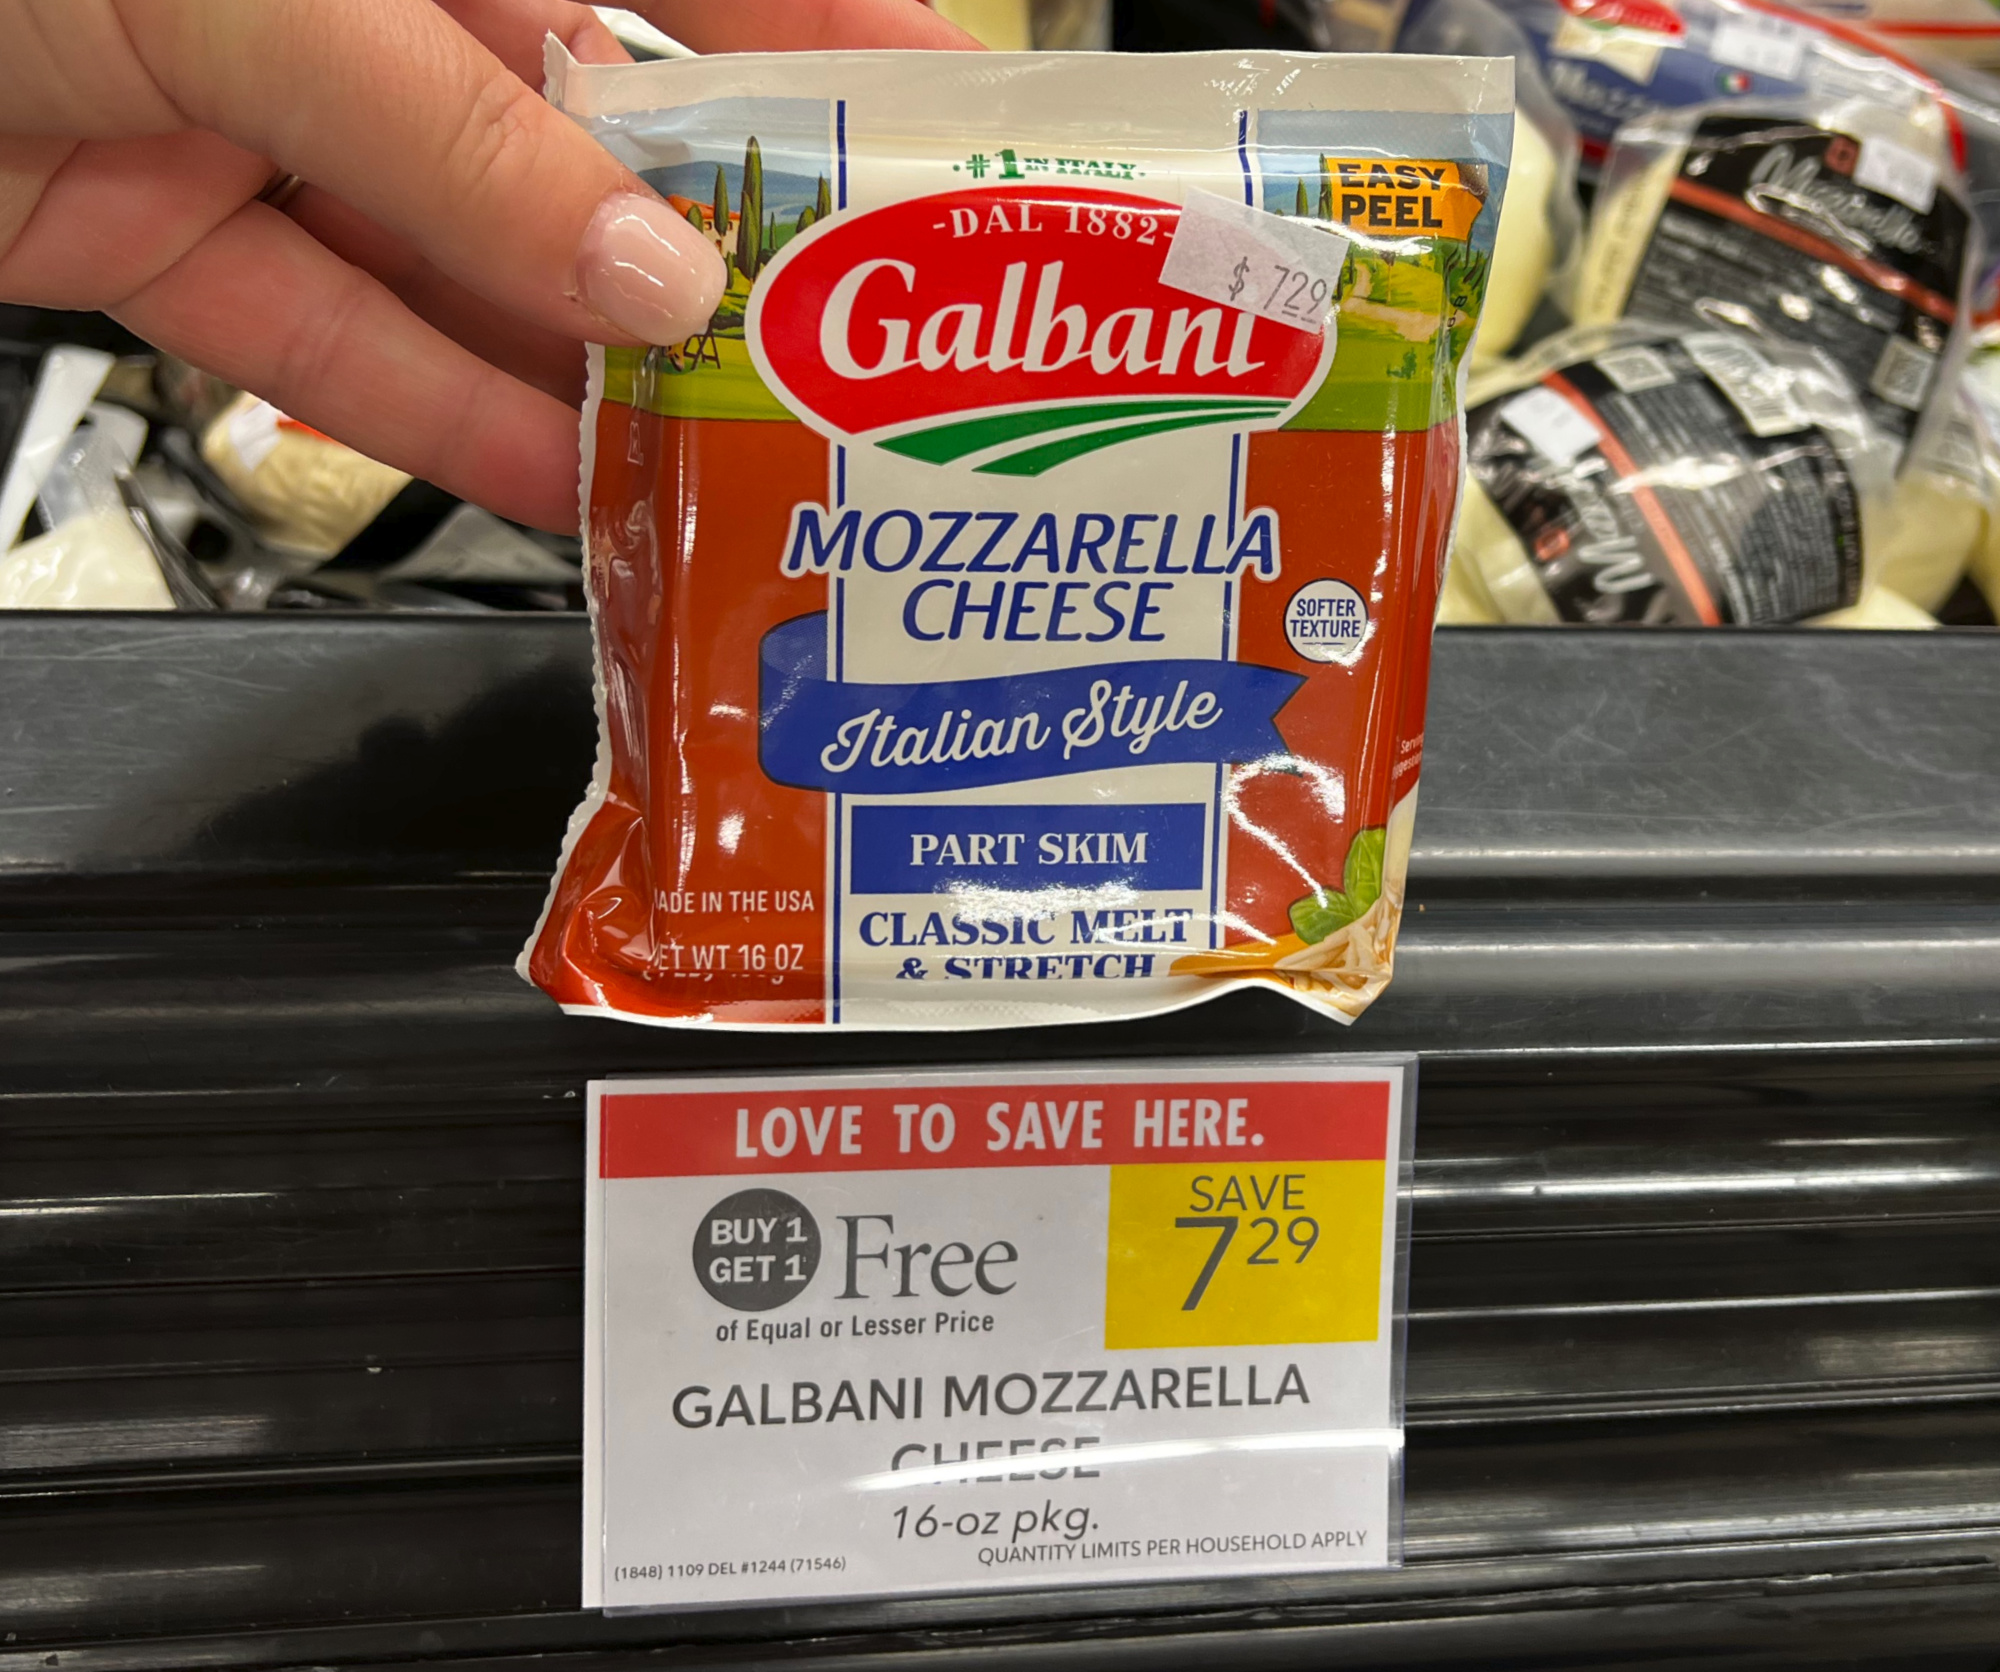 ·#1 IN ITALY·
EASY
PEEL
-DAL 1882-
$ 7.29
Galbani
MOZZARELLA
CHEESE
SOFTER
TEXTURE
Italian Style
PART SKIM
ADE IN THE USA
ET WT 16 OZ
CLASSIC MELT
& STRETCH
LOVE TO SAVE HERE.
BUY 1
GET 1
Free
of Equal or Lesser Price
SAVE
7 29
GALBANI MOZZARELLA
CHEESE
16-oz pkg.
QUANTITY LIMITS PER HOUSEHOLD APPLY
(1848) 1109 DEL #1244 (71546)